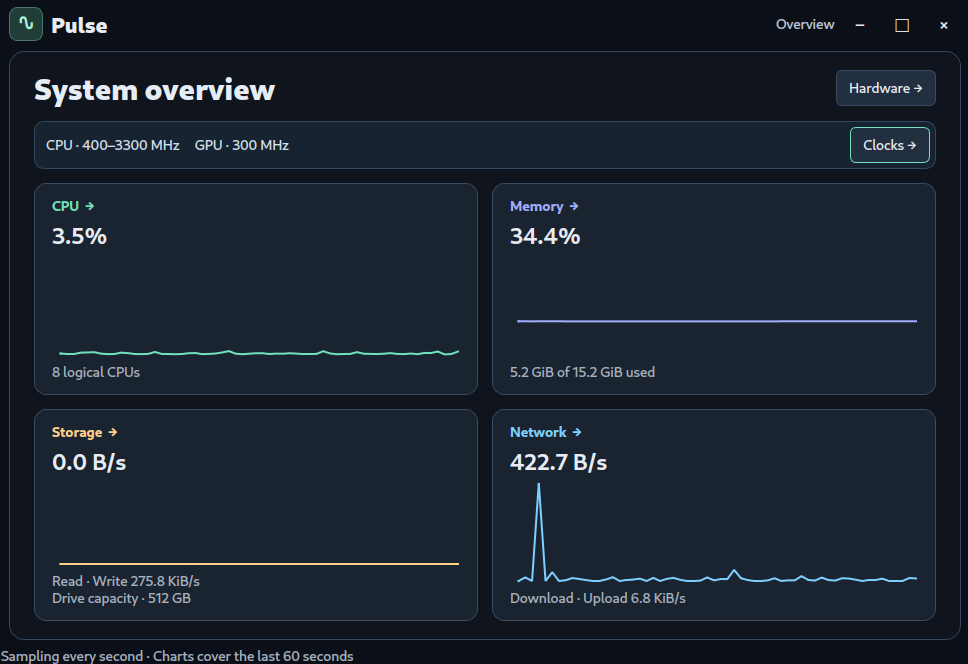 Pulse
Overview
System overview
Hardware →
CPU · 400–3300 MHz GPU · 300 MHz
Clocks →
CPU →
3.5%
8 logical CPUs
Memory →
34.4%
5.2 GiB of 15.2 GiB used
Storage →
0.0 B/s
Read · Write 275.8 KiB/s
Drive capacity · 512 GB
Network →
422.7 B/s
Download · Upload 6.8 KiB/s
Sampling every second · Charts cover the last 60 seconds